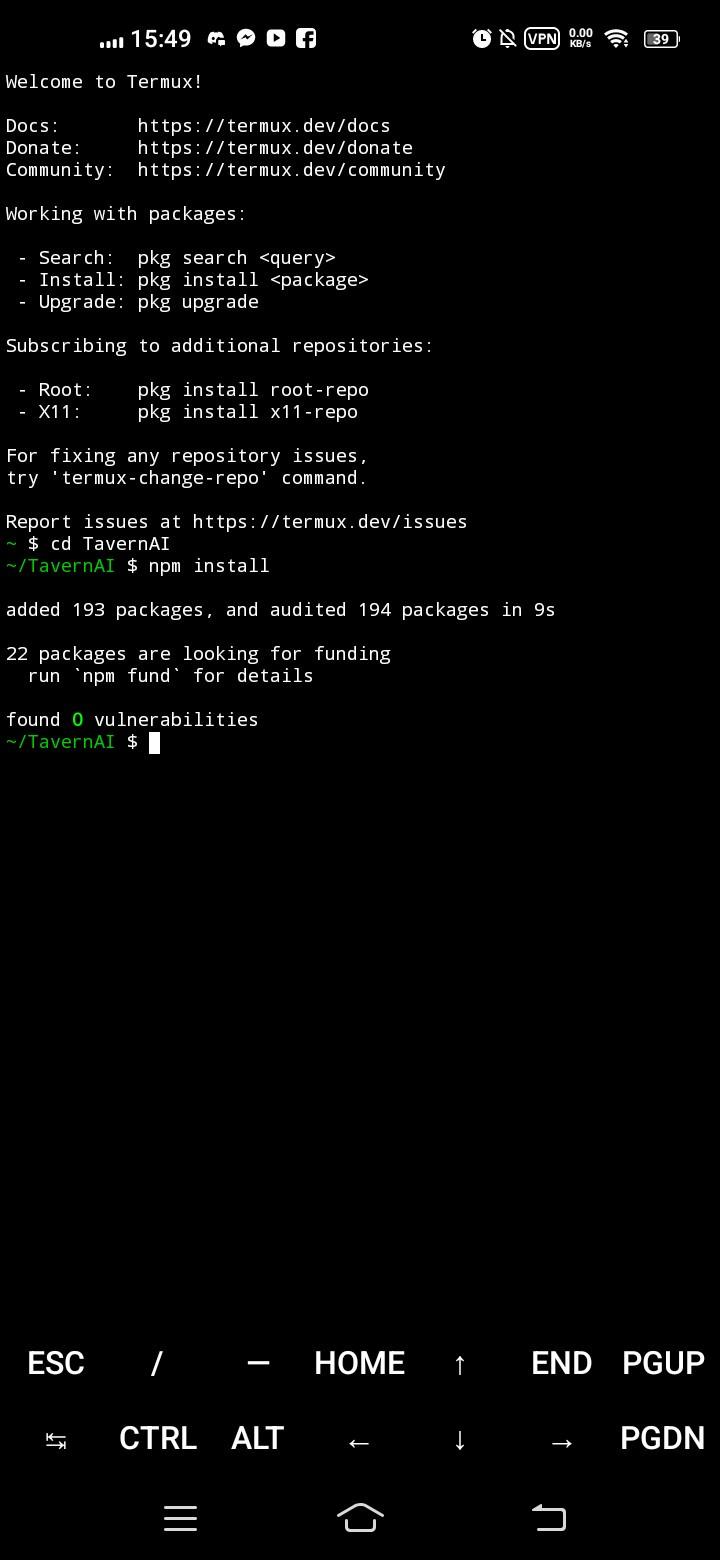 15:49 VPN 0.00 KB/s 39
Welcome to Termux!
Docs:       https://termux.dev/docs
Donate:     https://termux.dev/donate
Community:  https://termux.dev/community
Working with packages:
 - Search:  pkg search <query>
 - Install: pkg install <package>
 - Upgrade: pkg upgrade
Subscribing to additional repositories:
 - Root:    pkg install root-repo
 - X11:     pkg install x11-repo
For fixing any repository issues,
try 'termux-change-repo' command.
Report issues at https://termux.dev/issues
~ $ cd TavernAI
~/TavernAI $ npm install
added 193 packages, and audited 194 packages in 9s
22 packages are looking for funding
  run `npm fund` for details
found 0 vulnerabilities
~/TavernAI $
ESC / — HOME ↑ END PGUP
↹ CTRL ALT ← ↓ → PGDN